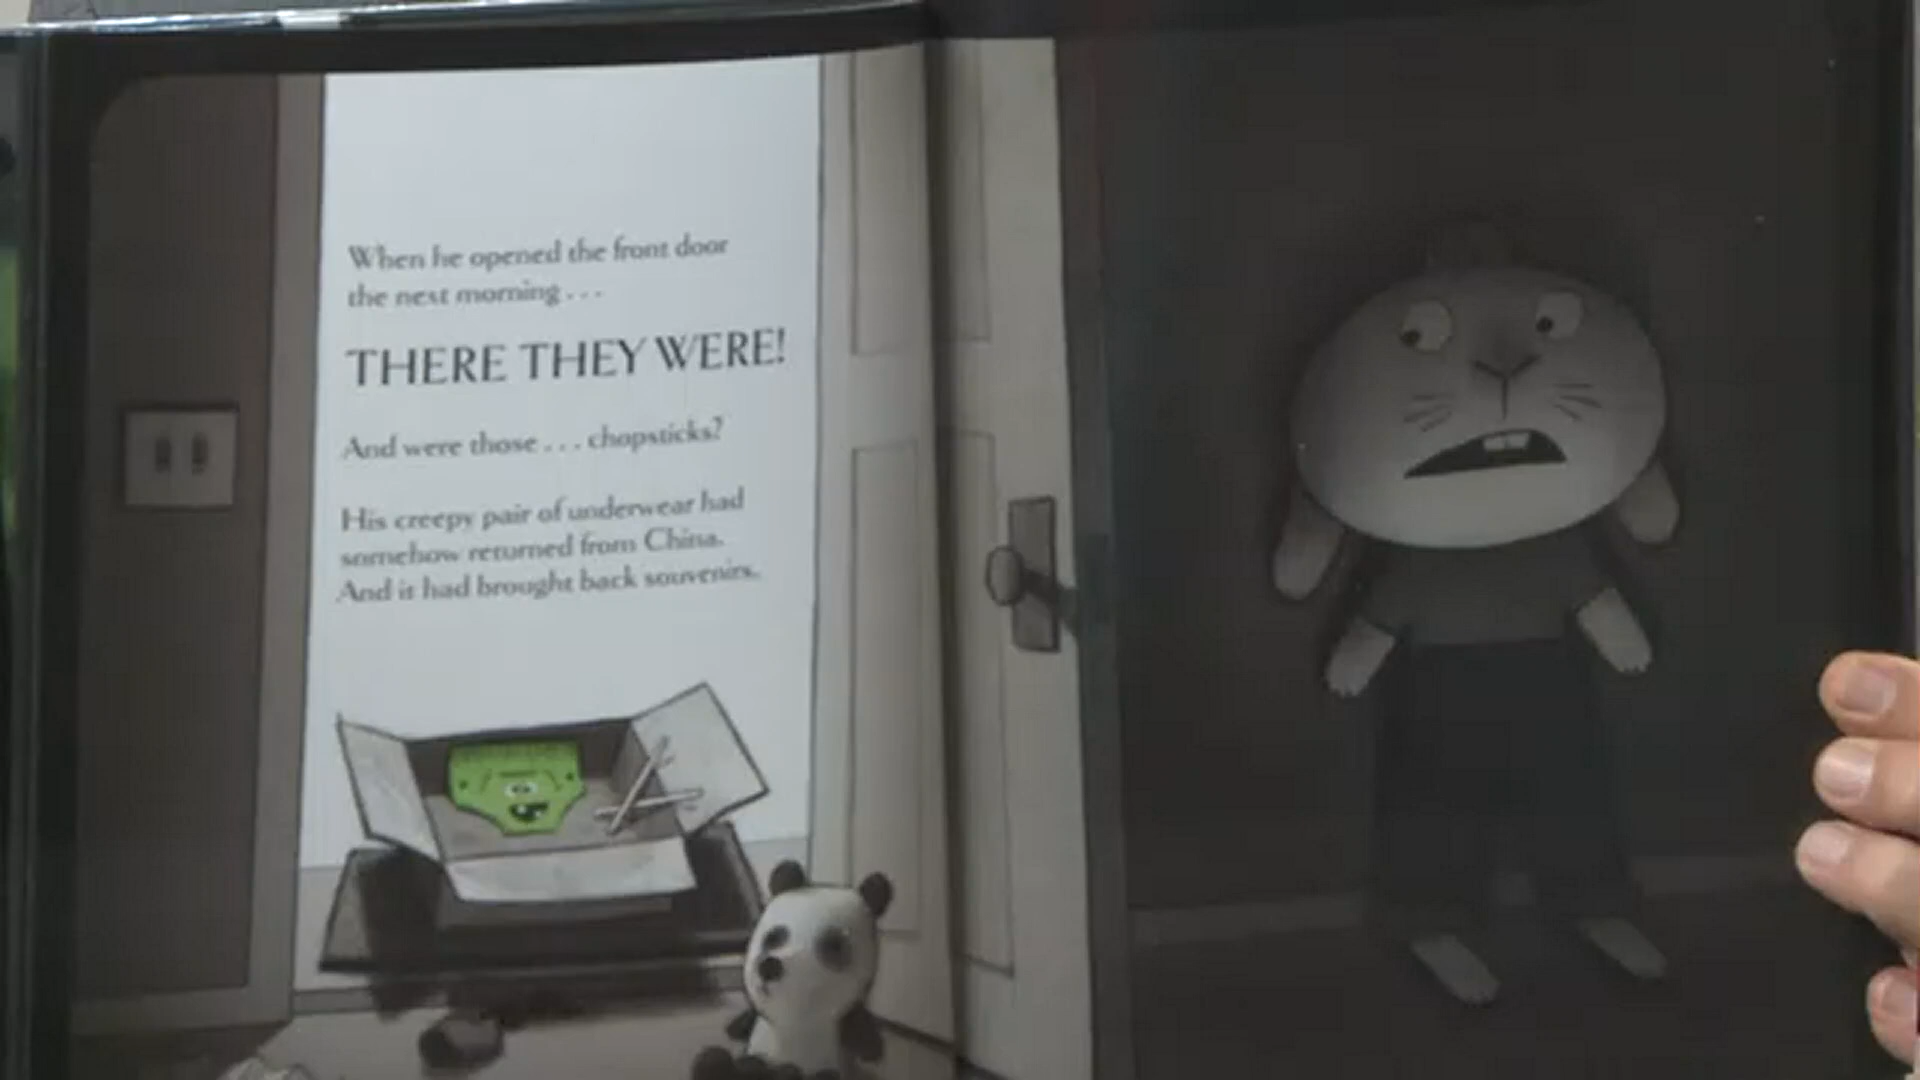 When he opened the front door
the next morning . . .
THERE THEY WERE!
And were those . . . chopsticks?
His creepy pair of underwear had
somehow returned from China.
And it had brought back souvenirs.